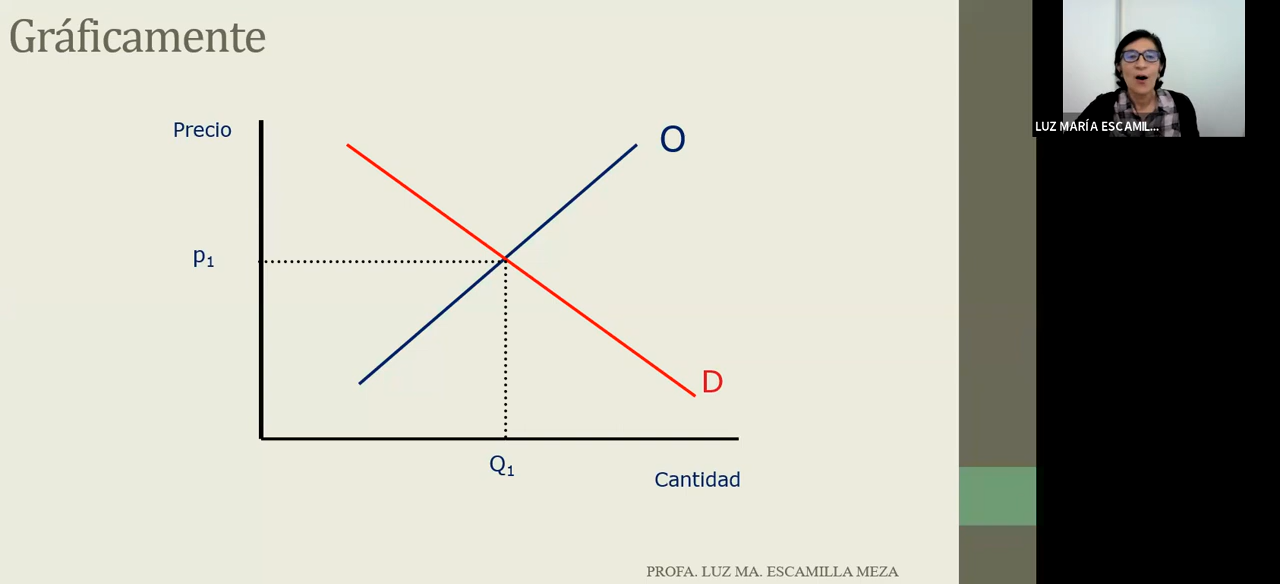 Gráficamente
LUZ MARÍA ESCAMIL...
Precio
O
p₁
D
Q₁
Cantidad
PROFA. LUZ MA. ESCAMILLA MEZA